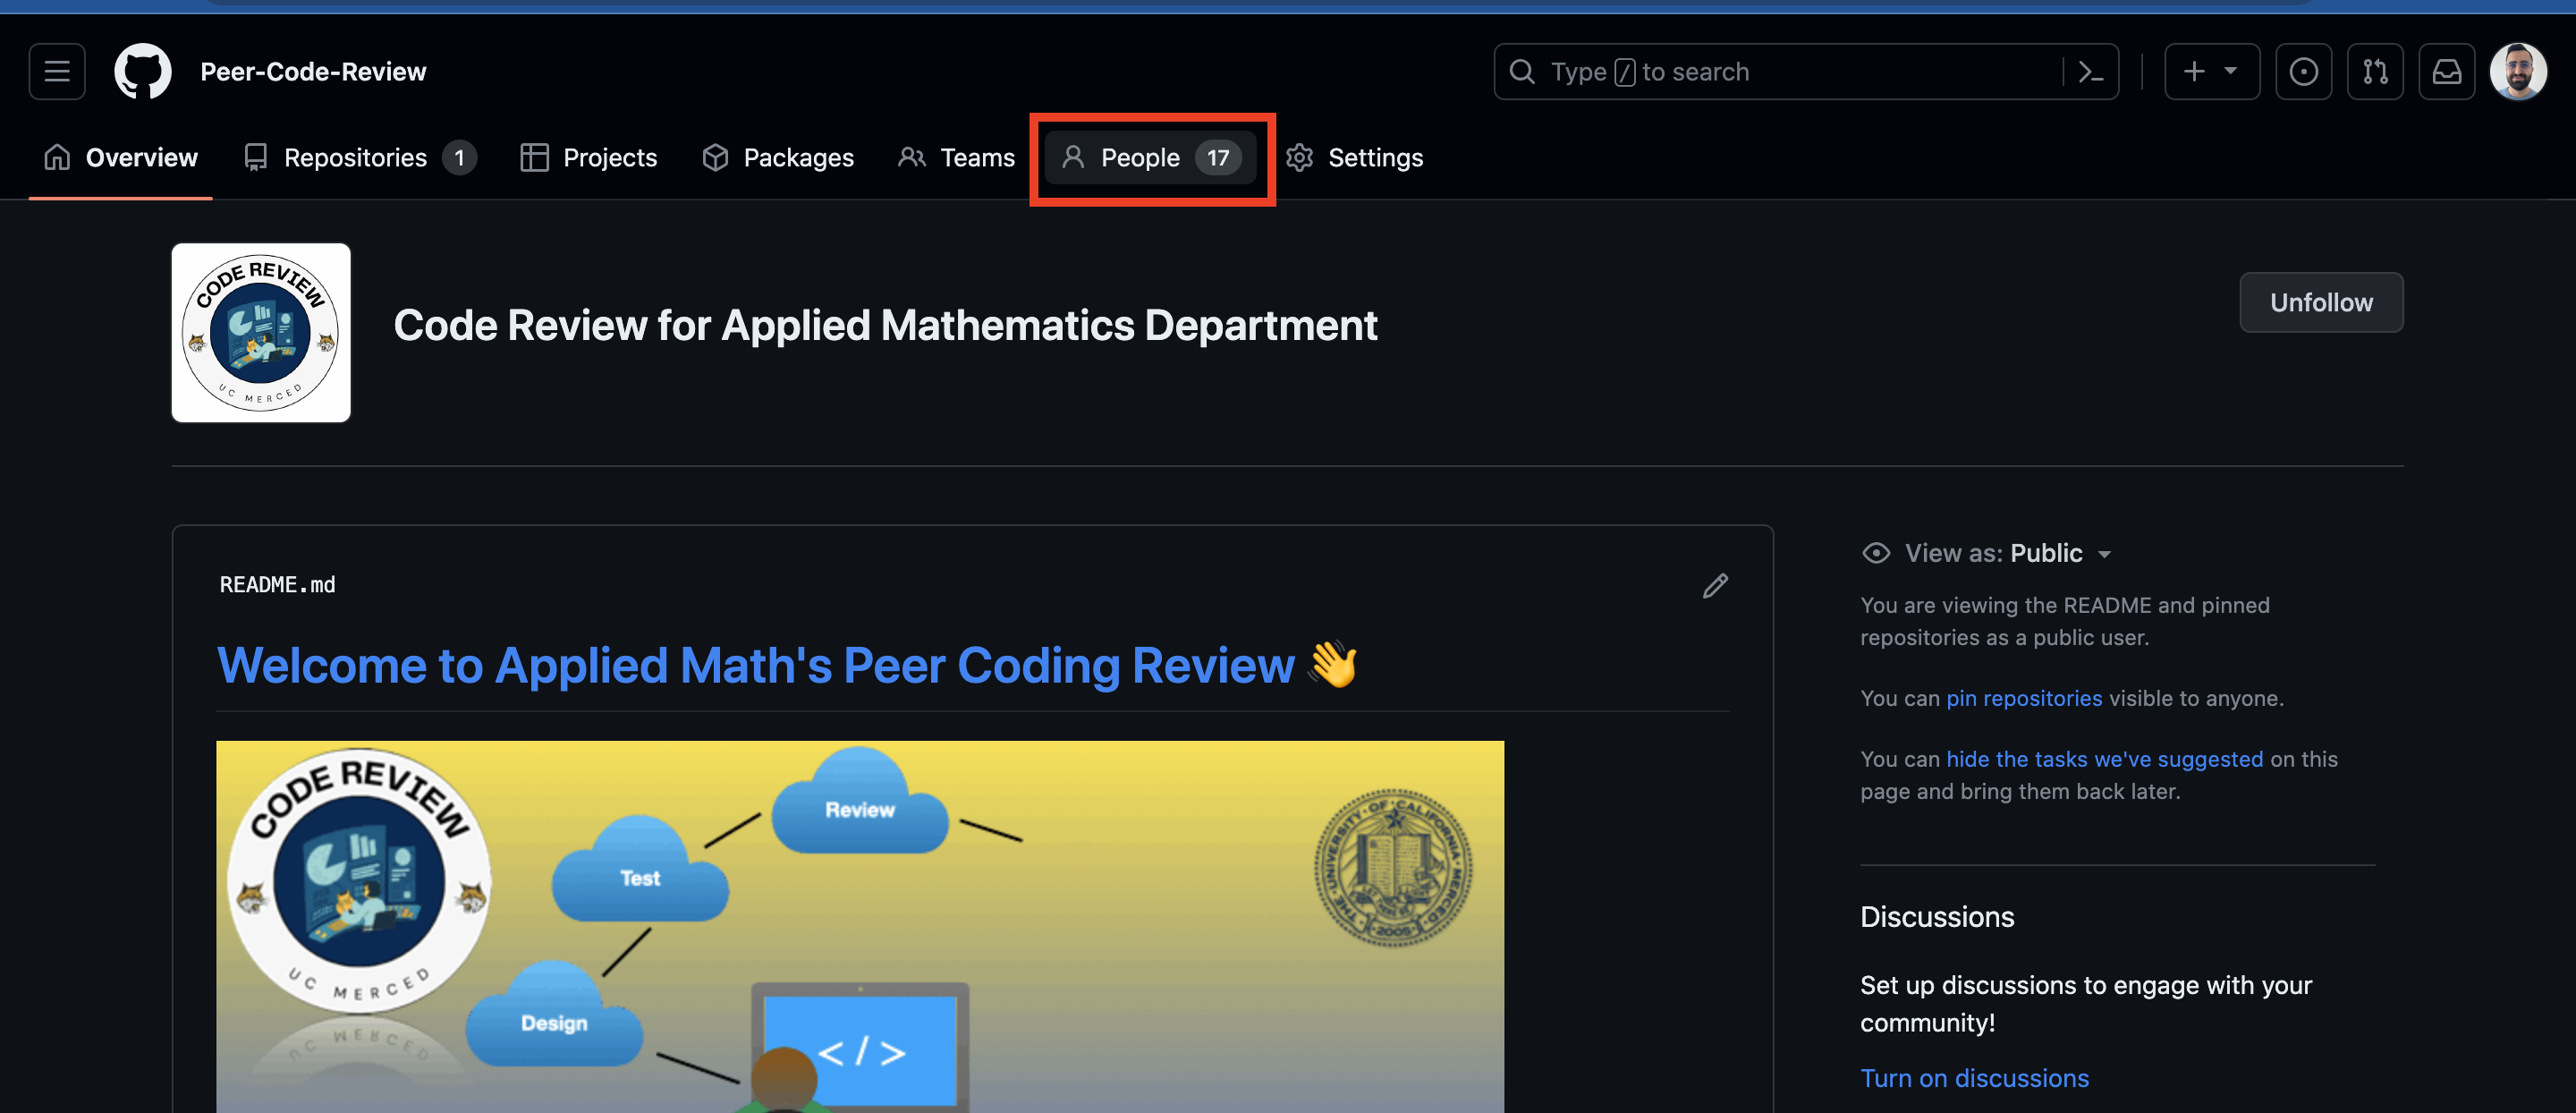 Peer-Code-Review
Type / to search
Overview
Repositories 1
Projects
Packages
Teams
People 17
Settings
CODE REVIEW
UC MERCED
Code Review for Applied Mathematics Department
Unfollow
README.md
Welcome to Applied Math's Peer Coding Review 👋
CODE REVIEW
UC MERCED
Review
Test
Design
</>
THE UNIVERSITY OF CALIFORNIA MERCED
2005
View as: Public
You are viewing the README and pinned
repositories as a public user.
You can pin repositories visible to anyone.
You can hide the tasks we've suggested on this
page and bring them back later.
Discussions
Set up discussions to engage with your
community!
Turn on discussions